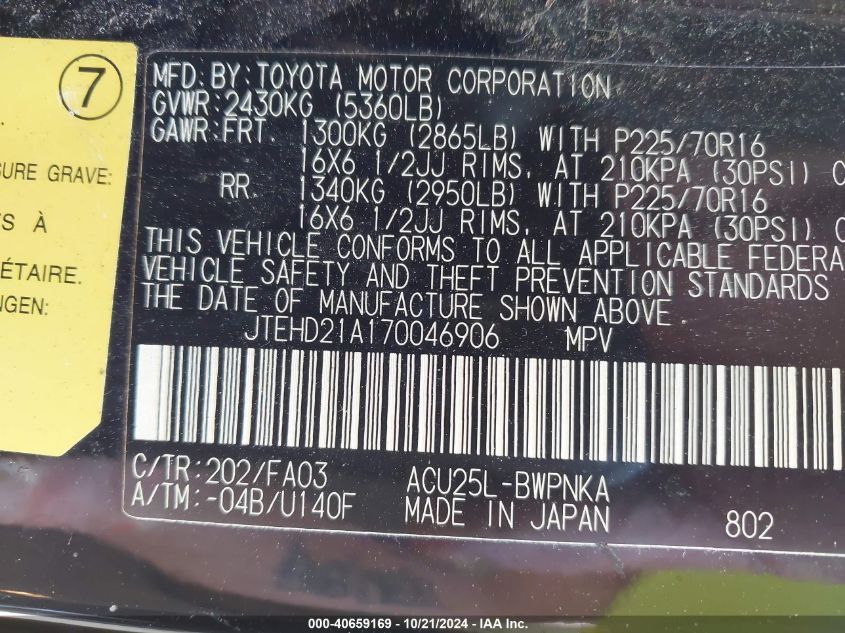 7
SURE GRAVE:
S À
ÉTAIRE.
NGEN:
MFD. BY: TOYOTA MOTOR CORPORATION
GVWR: 2430KG (5360LB)
GAWR: FRT 1300KG (2865LB) WITH P225/70R16
16X6 1/2JJ RIMS, AT 210KPA (30PSI) C
RR 1340KG (2950LB) WITH P225/70R16
16X6 1/2JJ RIMS, AT 210KPA (30PSI) C
THIS VEHICLE CONFORMS TO ALL APPLICABLE FEDERA
VEHICLE SAFETY AND THEFT PREVENTION STANDARDS
THE DATE OF MANUFACTURE SHOWN ABOVE.
JTEHD21A170046906 MPV
C/TR: 202/FA03 ACU25L-BWPNKA
A/TM: -04B/U140F MADE IN JAPAN 802
000-40659169 - 10/21/2024 - IAA Inc.